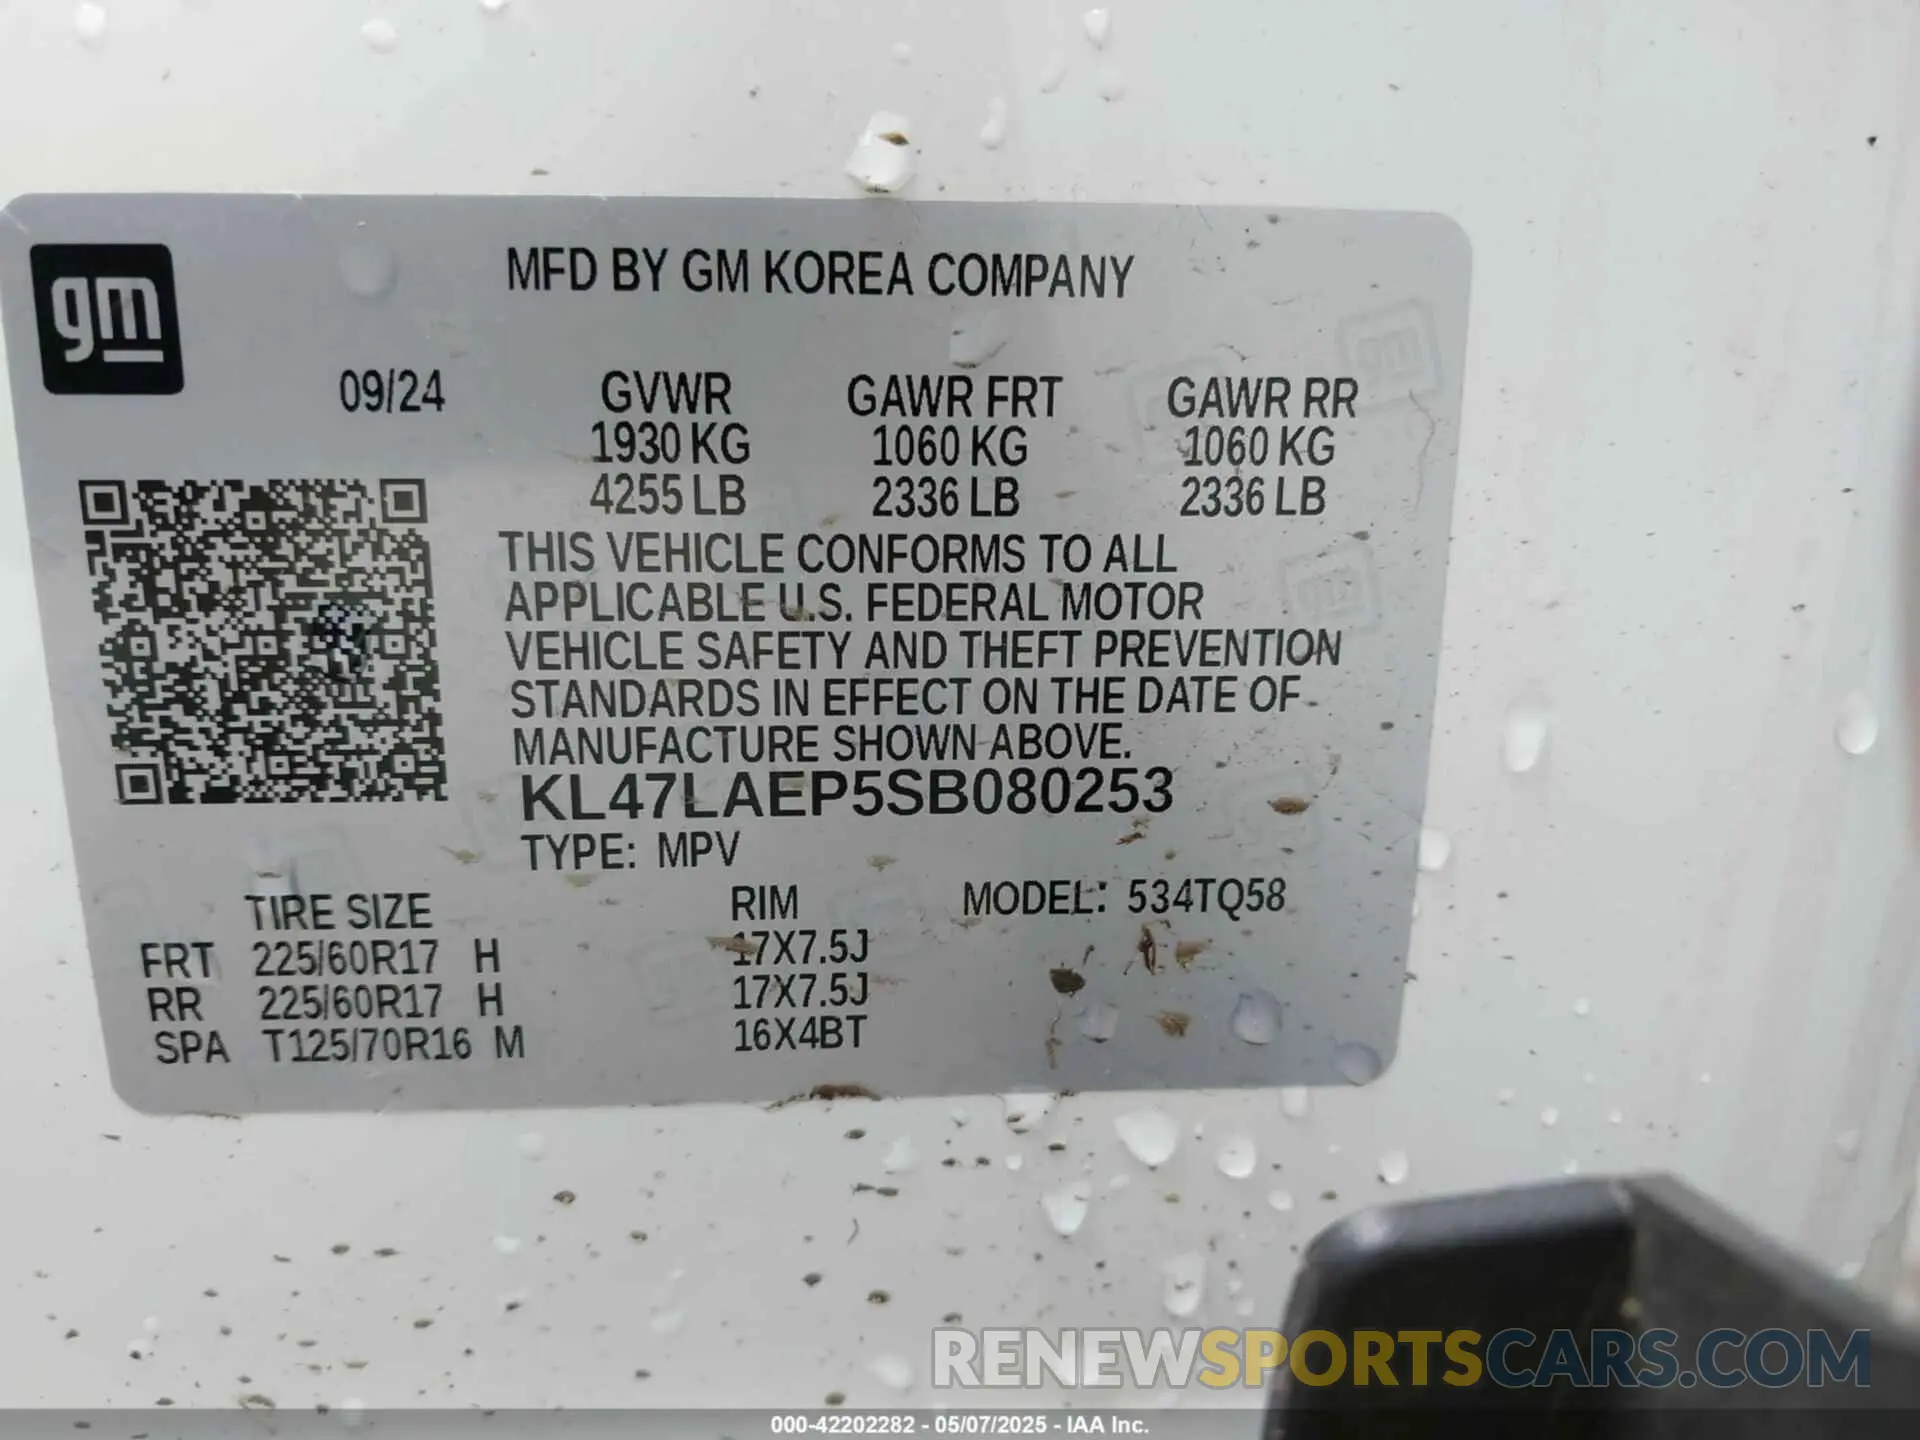 MFD BY GM KOREA COMPANY
gm
09/24 GVWR GAWR FRT GAWR RR
1930 KG 1060 KG 1060 KG
4255 LB 2336 LB 2336 LB
THIS VEHICLE CONFORMS TO ALL
APPLICABLE U.S. FEDERAL MOTOR
VEHICLE SAFETY AND THEFT PREVENTION
STANDARDS IN EFFECT ON THE DATE OF
MANUFACTURE SHOWN ABOVE.
KL47LAEP5SB080253
TYPE: MPV
TIRE SIZE RIM MODEL: 534TQ58
FRT 225/60R17 H 17X7.5J
RR 225/60R17 H 17X7.5J
SPA T125/70R16 M 16X4BT
RENEWSPORTSCARS.COM
000-42202282 - 05/07/2025 - IAA Inc.